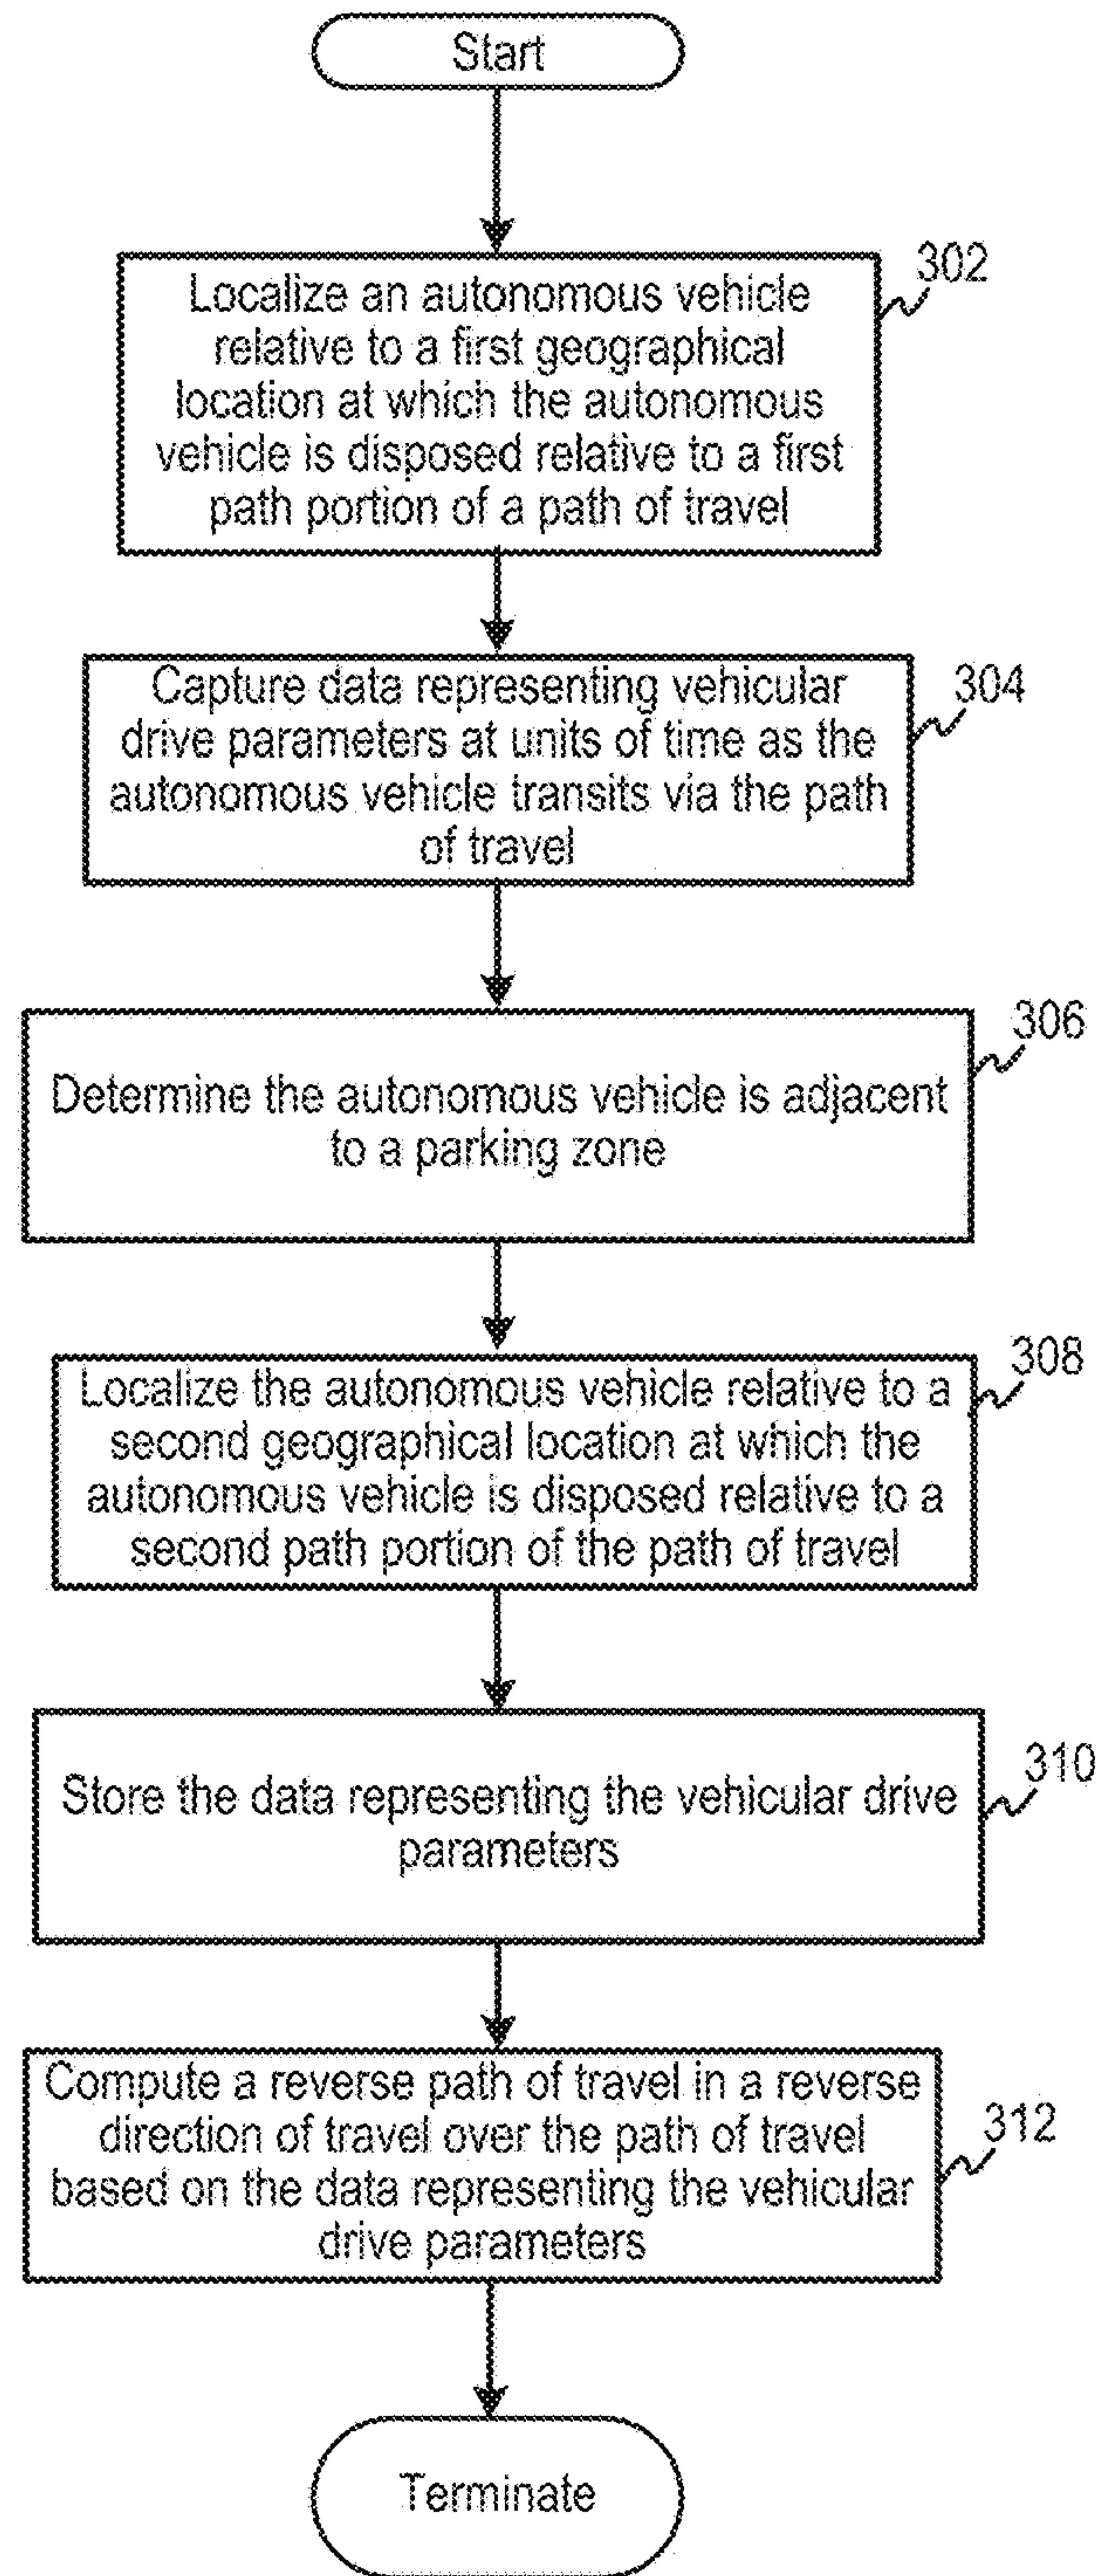 Start
302
Localize an autonomous vehicle
relative to a first geographical
location at which the autonomous
vehicle is disposed relative to a first
path portion of a path of travel
304
Capture data representing vehicular
drive parameters at units of time as the
autonomous vehicle transits via the path
of travel
306
Determine the autonomous vehicle is adjacent
to a parking zone
308
Localize the autonomous vehicle relative to a
second geographical location at which the
autonomous vehicle is disposed relative to a
second path portion of the path of travel
310
Store the data representing the vehicular drive
parameters
312
Compute a reverse path of travel in a reverse
direction of travel over the path of travel
based on the data representing the vehicular
drive parameters
Terminate